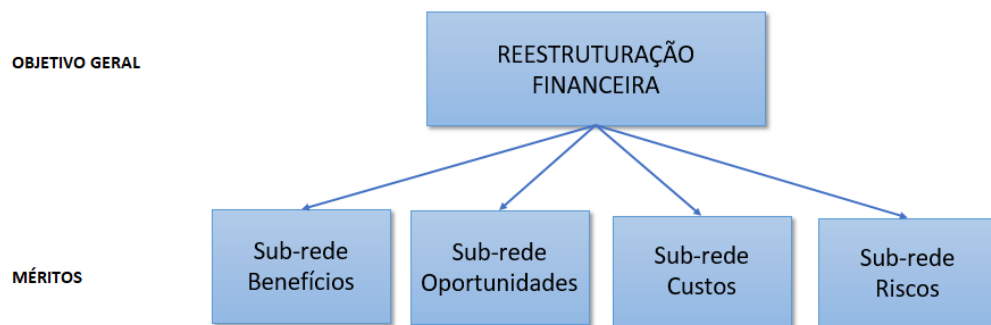 OBJETIVO GERAL
REESTRUTURAÇÃO
FINANCEIRA
MÉRITOS
Sub-rede
Benefícios
Sub-rede
Oportunidades
Sub-rede
Custos
Sub-rede
Riscos